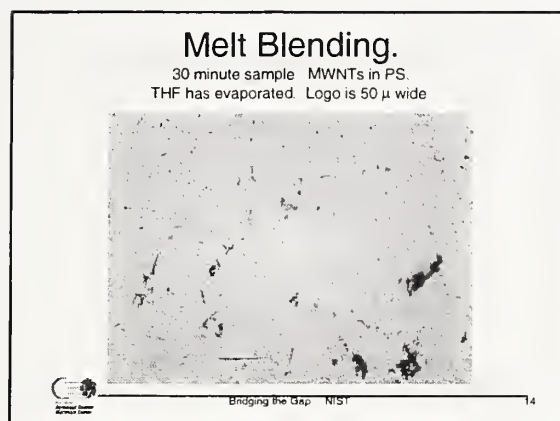 Melt Blending.
30 minute sample MWNTs in PS.
THF has evaporated. Logo is 50 μ wide
Bridging the Gap NIST
14